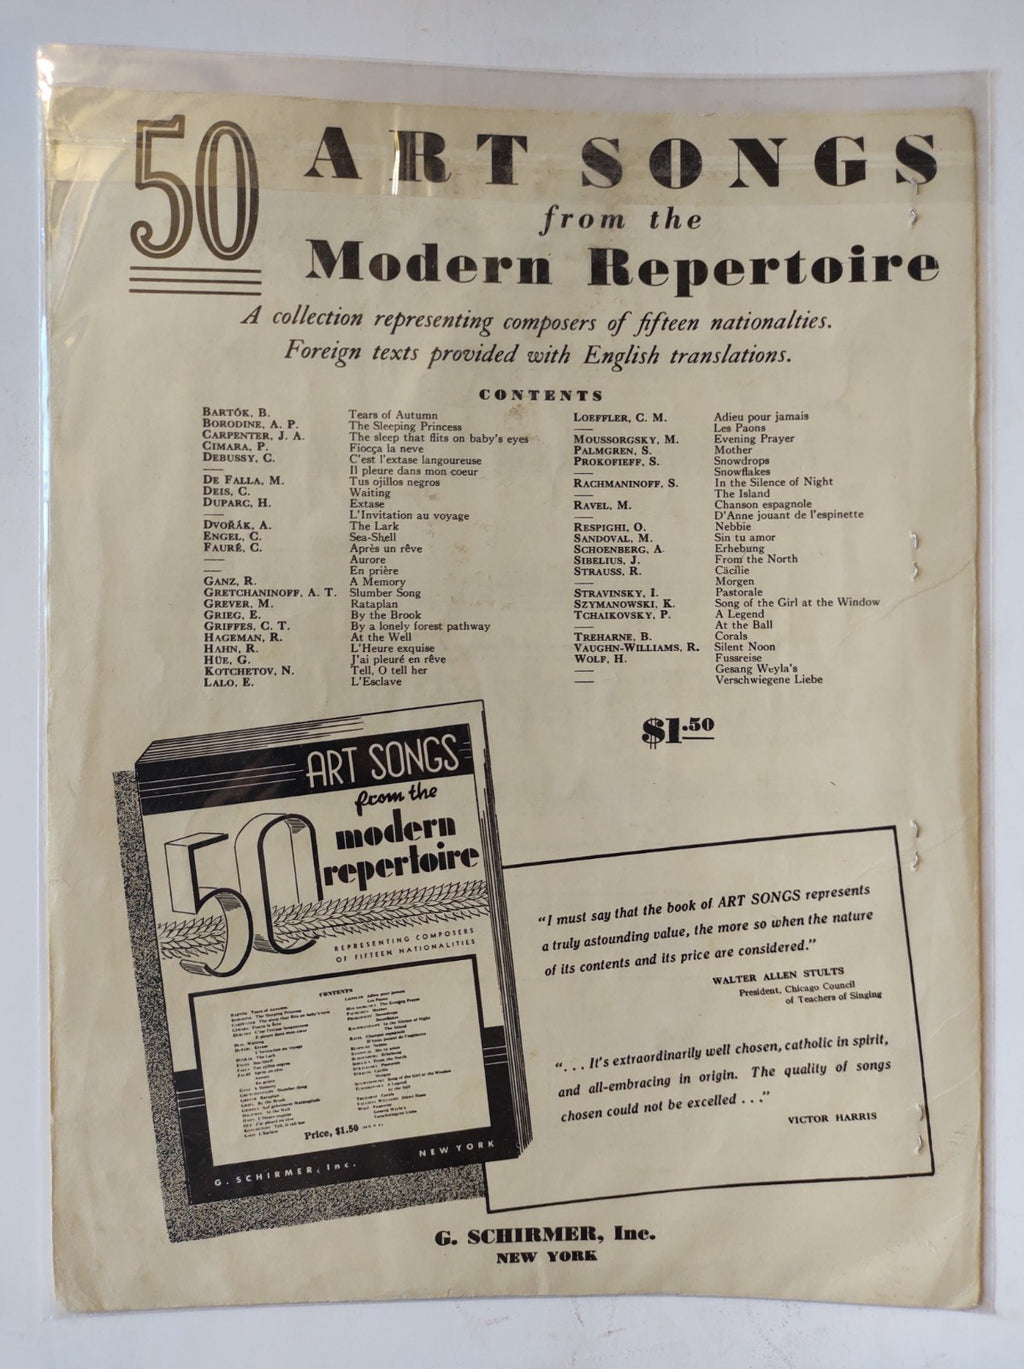 50 ART SONGS
from the
Modern Repertoire
A collection representing composers of fifteen nationalties.
Foreign texts provided with English translations.
CONTENTS
BARTÓK, B. Tears of Autumn
BORODINE, A. P. The Sleeping Princess
CARPENTER, J. A. The sleep that flits on baby's eyes
CIMARA, P. Fiocça la neve
DEBUSSY, C. C'est l'extase langoureuse
— Il pleure dans mon coeur
DE FALLA, M. Tus ojillos negros
DEIS, C. Waiting
DUPARC, H. Extase
— L'Invitation au voyage
DVOŘÁK, A. The Lark
ENGEL, C. Sea-Shell
FAURÉ, C. Après un rêve
— Aurore
— En prière
GANZ, R. A Memory
GRETCHANINOFF, A. T. Slumber Song
GREVER, M. Rataplan
GRIEG, E. By the Brook
GRIFFES, C. T. By a lonely forest pathway
HAGEMAN, R. At the Well
HAHN, R. L'Heure exquise
HÜE, G. J'ai pleuré en rêve
KOTCHETOV, N. Tell, O tell her
LALO, E. L'Esclave
LOEFFLER, C. M. Adieu pour jamais
— Les Paons
MOUSSORGSKY, M. Evening Prayer
PALMGREN, S. Mother
PROKOFIEFF, S. Snowdrops
— Snowflakes
RACHMANINOFF, S. In the Silence of Night
— The Island
RAVEL, M. Chanson espagnole
— D'Anne jouant de l'espinette
RESPIGHI, O. Nebbie
SANDOVAL, M. Sin tu amor
SCHOENBERG, A. Erhebung
SIBELIUS, J. From the North
STRAUSS, R. Cäcilie
— Morgen
STRAVINSKY, I. Pastorale
SZYMANOWSKI, K. Song of the Girl at the Window
TCHAIKOVSKY, P. A Legend
— At the Ball
TREHARNE, B. Corals
VAUGHN-WILLIAMS, R. Silent Noon
WOLF, H. Fussreise
— Gesang Weyla's
— Verschwiegene Liebe
$1.50
ART SONGS
from the
50 modern
repertoire
REPRESENTING COMPOSERS
OF FIFTEEN NATIONALITIES
CONTENTS
Price, $1.50
G. SCHIRMER, Inc. NEW YORK
"I must say that the book of ART SONGS represents
a truly astounding value, the more so when the nature
of its contents and its price are considered."
WALTER ALLEN STULTS
President, Chicago Council
of Teachers of Singing
". . . It's extraordinarily well chosen, catholic in spirit,
and all-embracing in origin. The quality of songs
chosen could not be excelled . . ."
VICTOR HARRIS
G. SCHIRMER, Inc.
NEW YORK